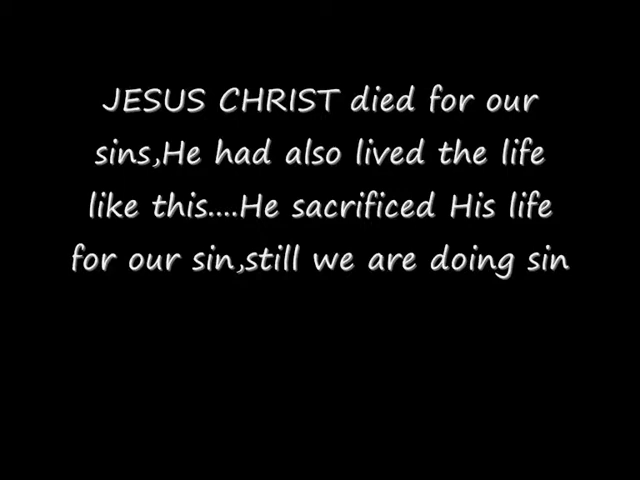 JESUS CHRIST died for our
sins,He had also lived the life
like this....He sacrificed His life
for our sin,still we are doing sin